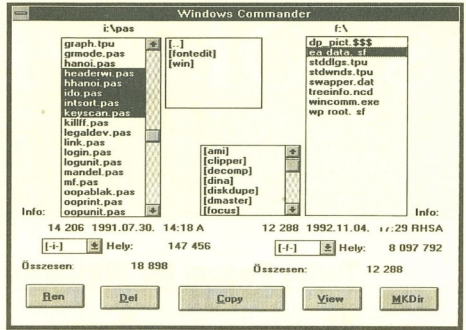 Windows Commander
i:\pas
f:\
graph.tpu
grmode.pas
hanoi.pas
headerwi.pas
hhanoi.pas
ido.pas
intsort.pas
keyscan.pas
killff.pas
legaldev.pas
link.pas
login.pas
logunit.pas
mandel.pas
mf.pas
oopablak.pas
ooprint.pas
oopunit.pas
[..]
[fontedit]
[win]
[ami]
[clipper]
[decomp]
[dina]
[diskdupe]
[dmaster]
[focus]
dp_pict.$$$
ea data. sf
stddlgs.tpu
stdwnds.tpu
swapper.dat
treeinfo.ncd
wincomm.exe
wp root. sf
Info:
Info:
14 206 1991.07.30. 14:18 A
12 288 1992.11.04. 17:29 RHSA
[-i-] Hely: 147 456
[-f-] Hely: 8 097 792
Összesen: 18 898
Összesen: 12 288
Ren
Del
Copy
View
MKDir